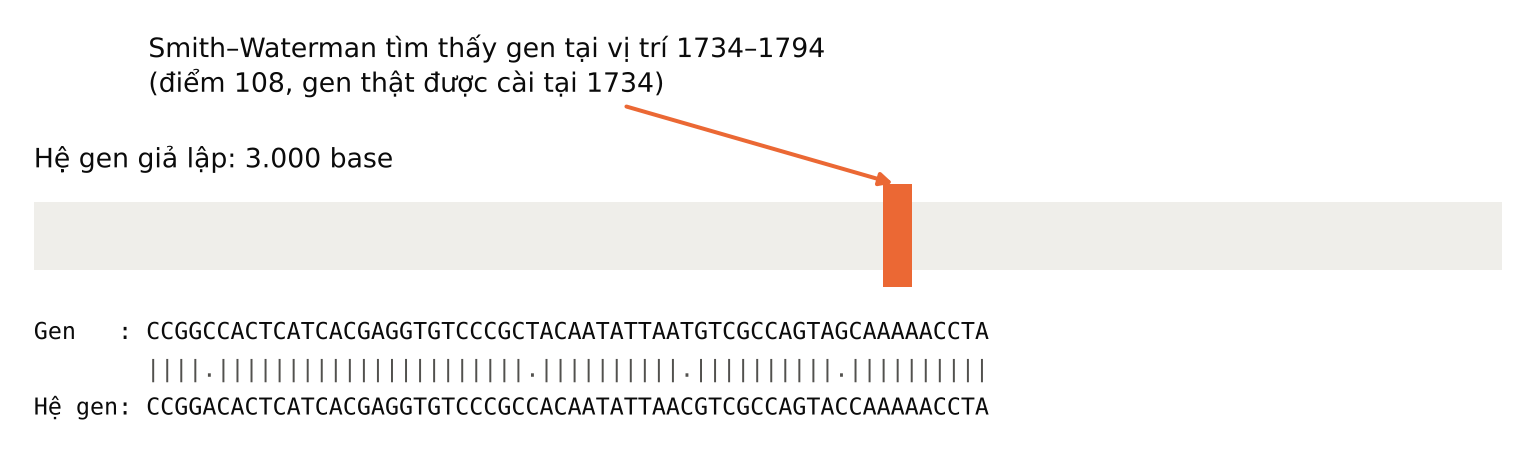 Smith–Waterman tìm thấy gen tại vị trí 1734–1794
(điểm 108, gen thật được cài tại 1734)
Hệ gen giả lập: 3.000 base
Gen   : CCGGCCACTCATCACGAGGTGTCCCGCTACAATATTAATGTCGCCAGTAGCAAAAACCTA
||||.||||||||||||||||||||||.||||||||||.||||||||||.||||||||||
Hệ gen: CCGGACACTCATCACGAGGTGTCCCGCCACAATATTAACGTCGCCAGTACCAAAAACCTA